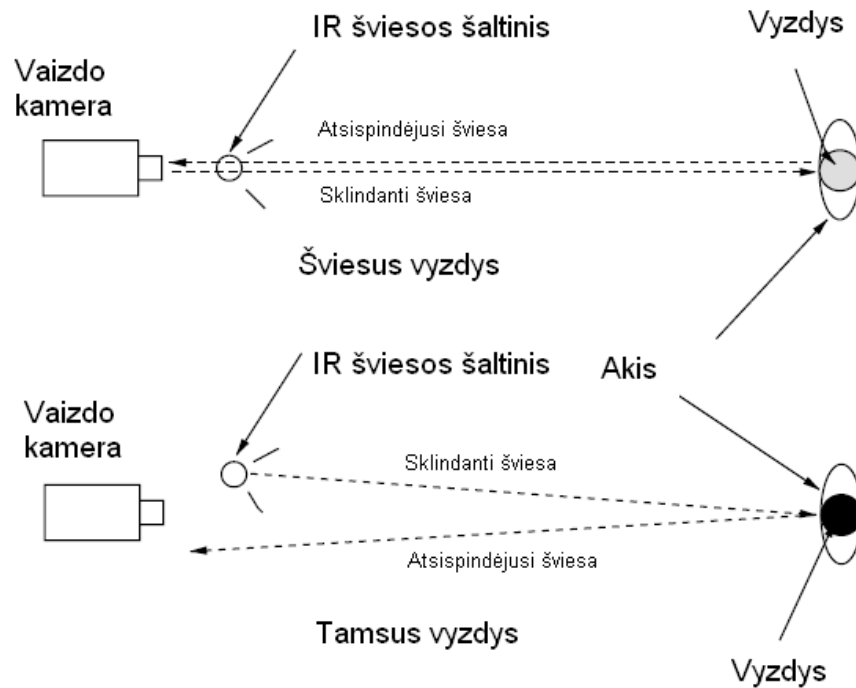 IR šviesos šaltinis
Vyzdys
Vaizdo
kamera
Atsispindėjusi šviesa
Sklindanti šviesa
Šviesus vyzdys
IR šviesos šaltinis
Akis
Vaizdo
kamera
Sklindanti šviesa
Atsispindėjusi šviesa
Tamsus vyzdys
Vyzdys